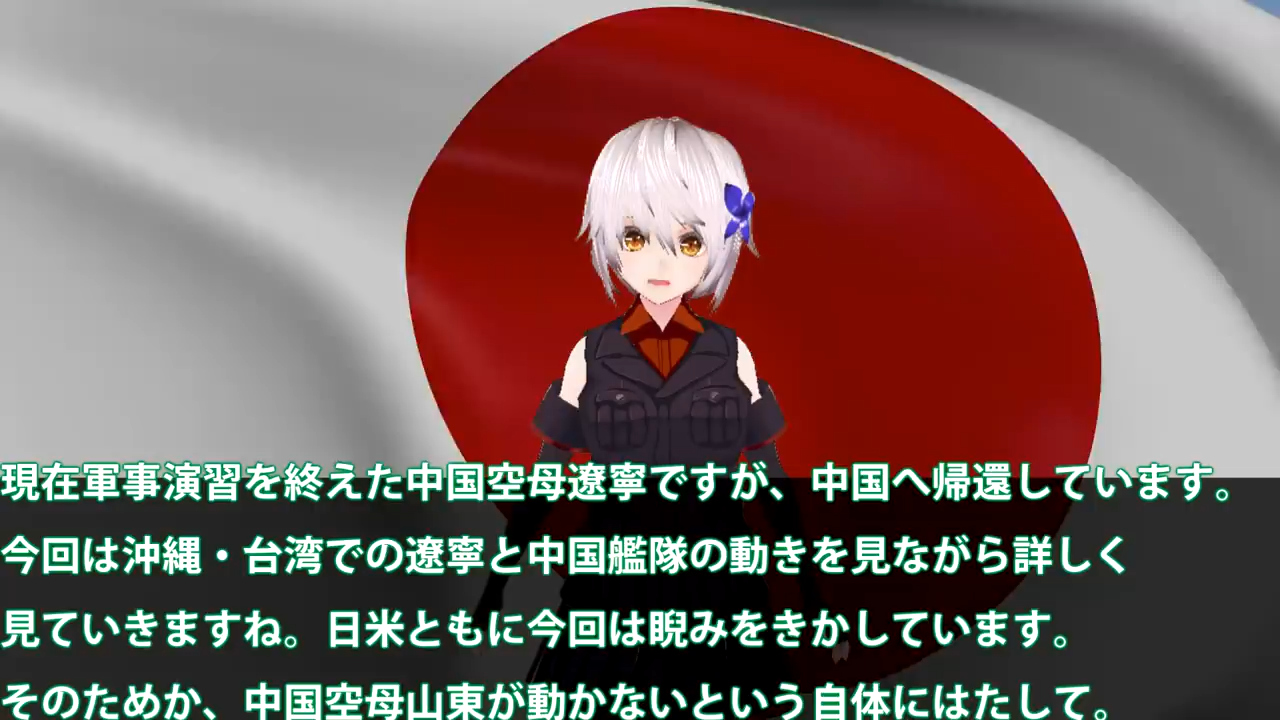 現在軍事演習を終えた中国空母遼寧ですが、中国へ帰還しています。
今回は沖縄・台湾での遼寧と中国艦隊の動きを見ながら詳しく
見ていきますね。日米ともに今回は睨みをきかしています。
そのためか、中国空母山東が動かないという自体にはたして。